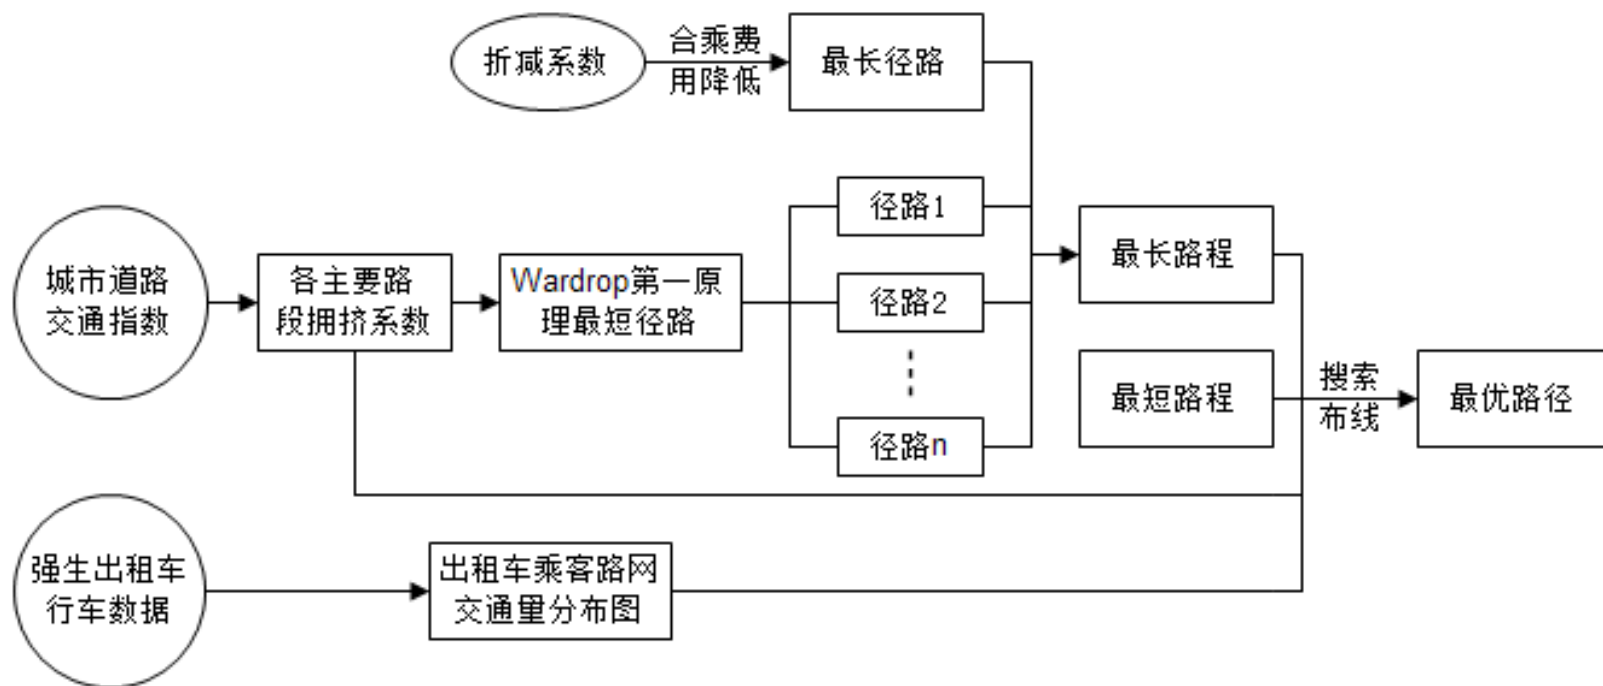 折减系数
合乘费
用降低
最长径路
径路1
城市道路
交通指数
各主要路
段拥挤系数
Wardrop第一原
理最短径路
径路2
径路n
最长路程
最短路程
搜索
布线
最优路径
强生出租车
行车数据
出租车乘客路网
交通量分布图